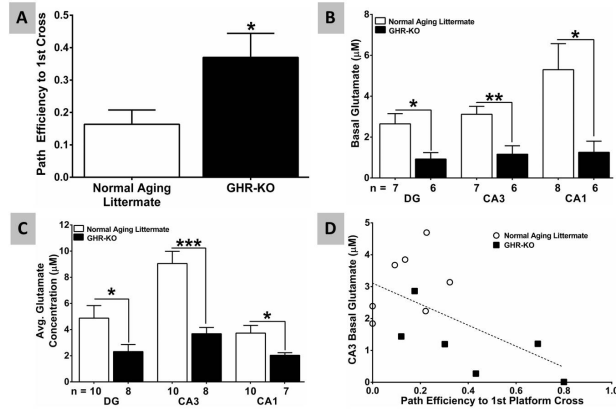 A
Path Efficiency to 1st Cross
0.5
0.4
0.3
0.2
0.1
0.0
*
Normal Aging
Littermate
GHR-KO
B
Basal Glutamate (μM)
8
6
4
2
0
Normal Aging Littermate
GHR-KO
*
**
*
n = 7 6 7 6 8 6
DG CA3 CA1
C
Avg. Glutamate
Concentration (μM)
12
10
8
6
4
2
0
Normal Aging Littermate
GHR-KO
*
***
*
n = 10 8 10 8 10 7
DG CA3 CA1
D
CA3 Basal Glutamate (μM)
5
4
3
2
1
0
Normal Aging Littermate
GHR-KO
0.0 0.2 0.4 0.6 0.8 1.0
Path Efficiency to 1st Platform Cross